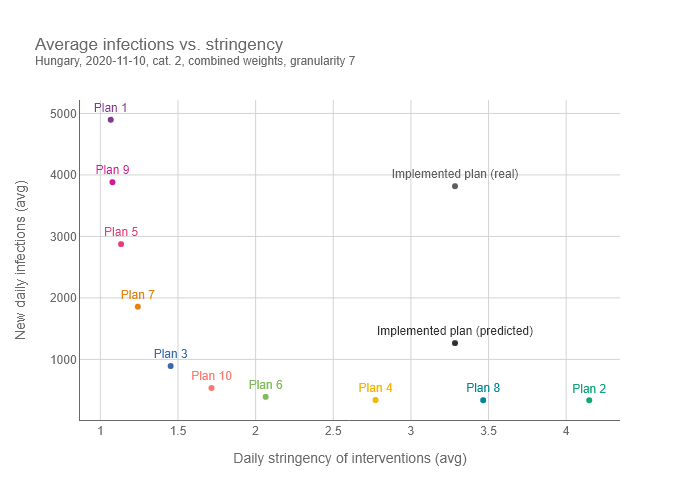 Average infections vs. stringency
Hungary, 2020-11-10, cat. 2, combined weights, granularity 7
5000
Plan 1
4000
Plan 9
Implemented plan (real)
3000
Plan 5
2000
Plan 7
Implemented plan (predicted)
1000
Plan 3
Plan 10
Plan 6
Plan 4
Plan 8
Plan 2
New daily infections (avg)
1
1.5
2
2.5
3
3.5
4
Daily stringency of interventions (avg)